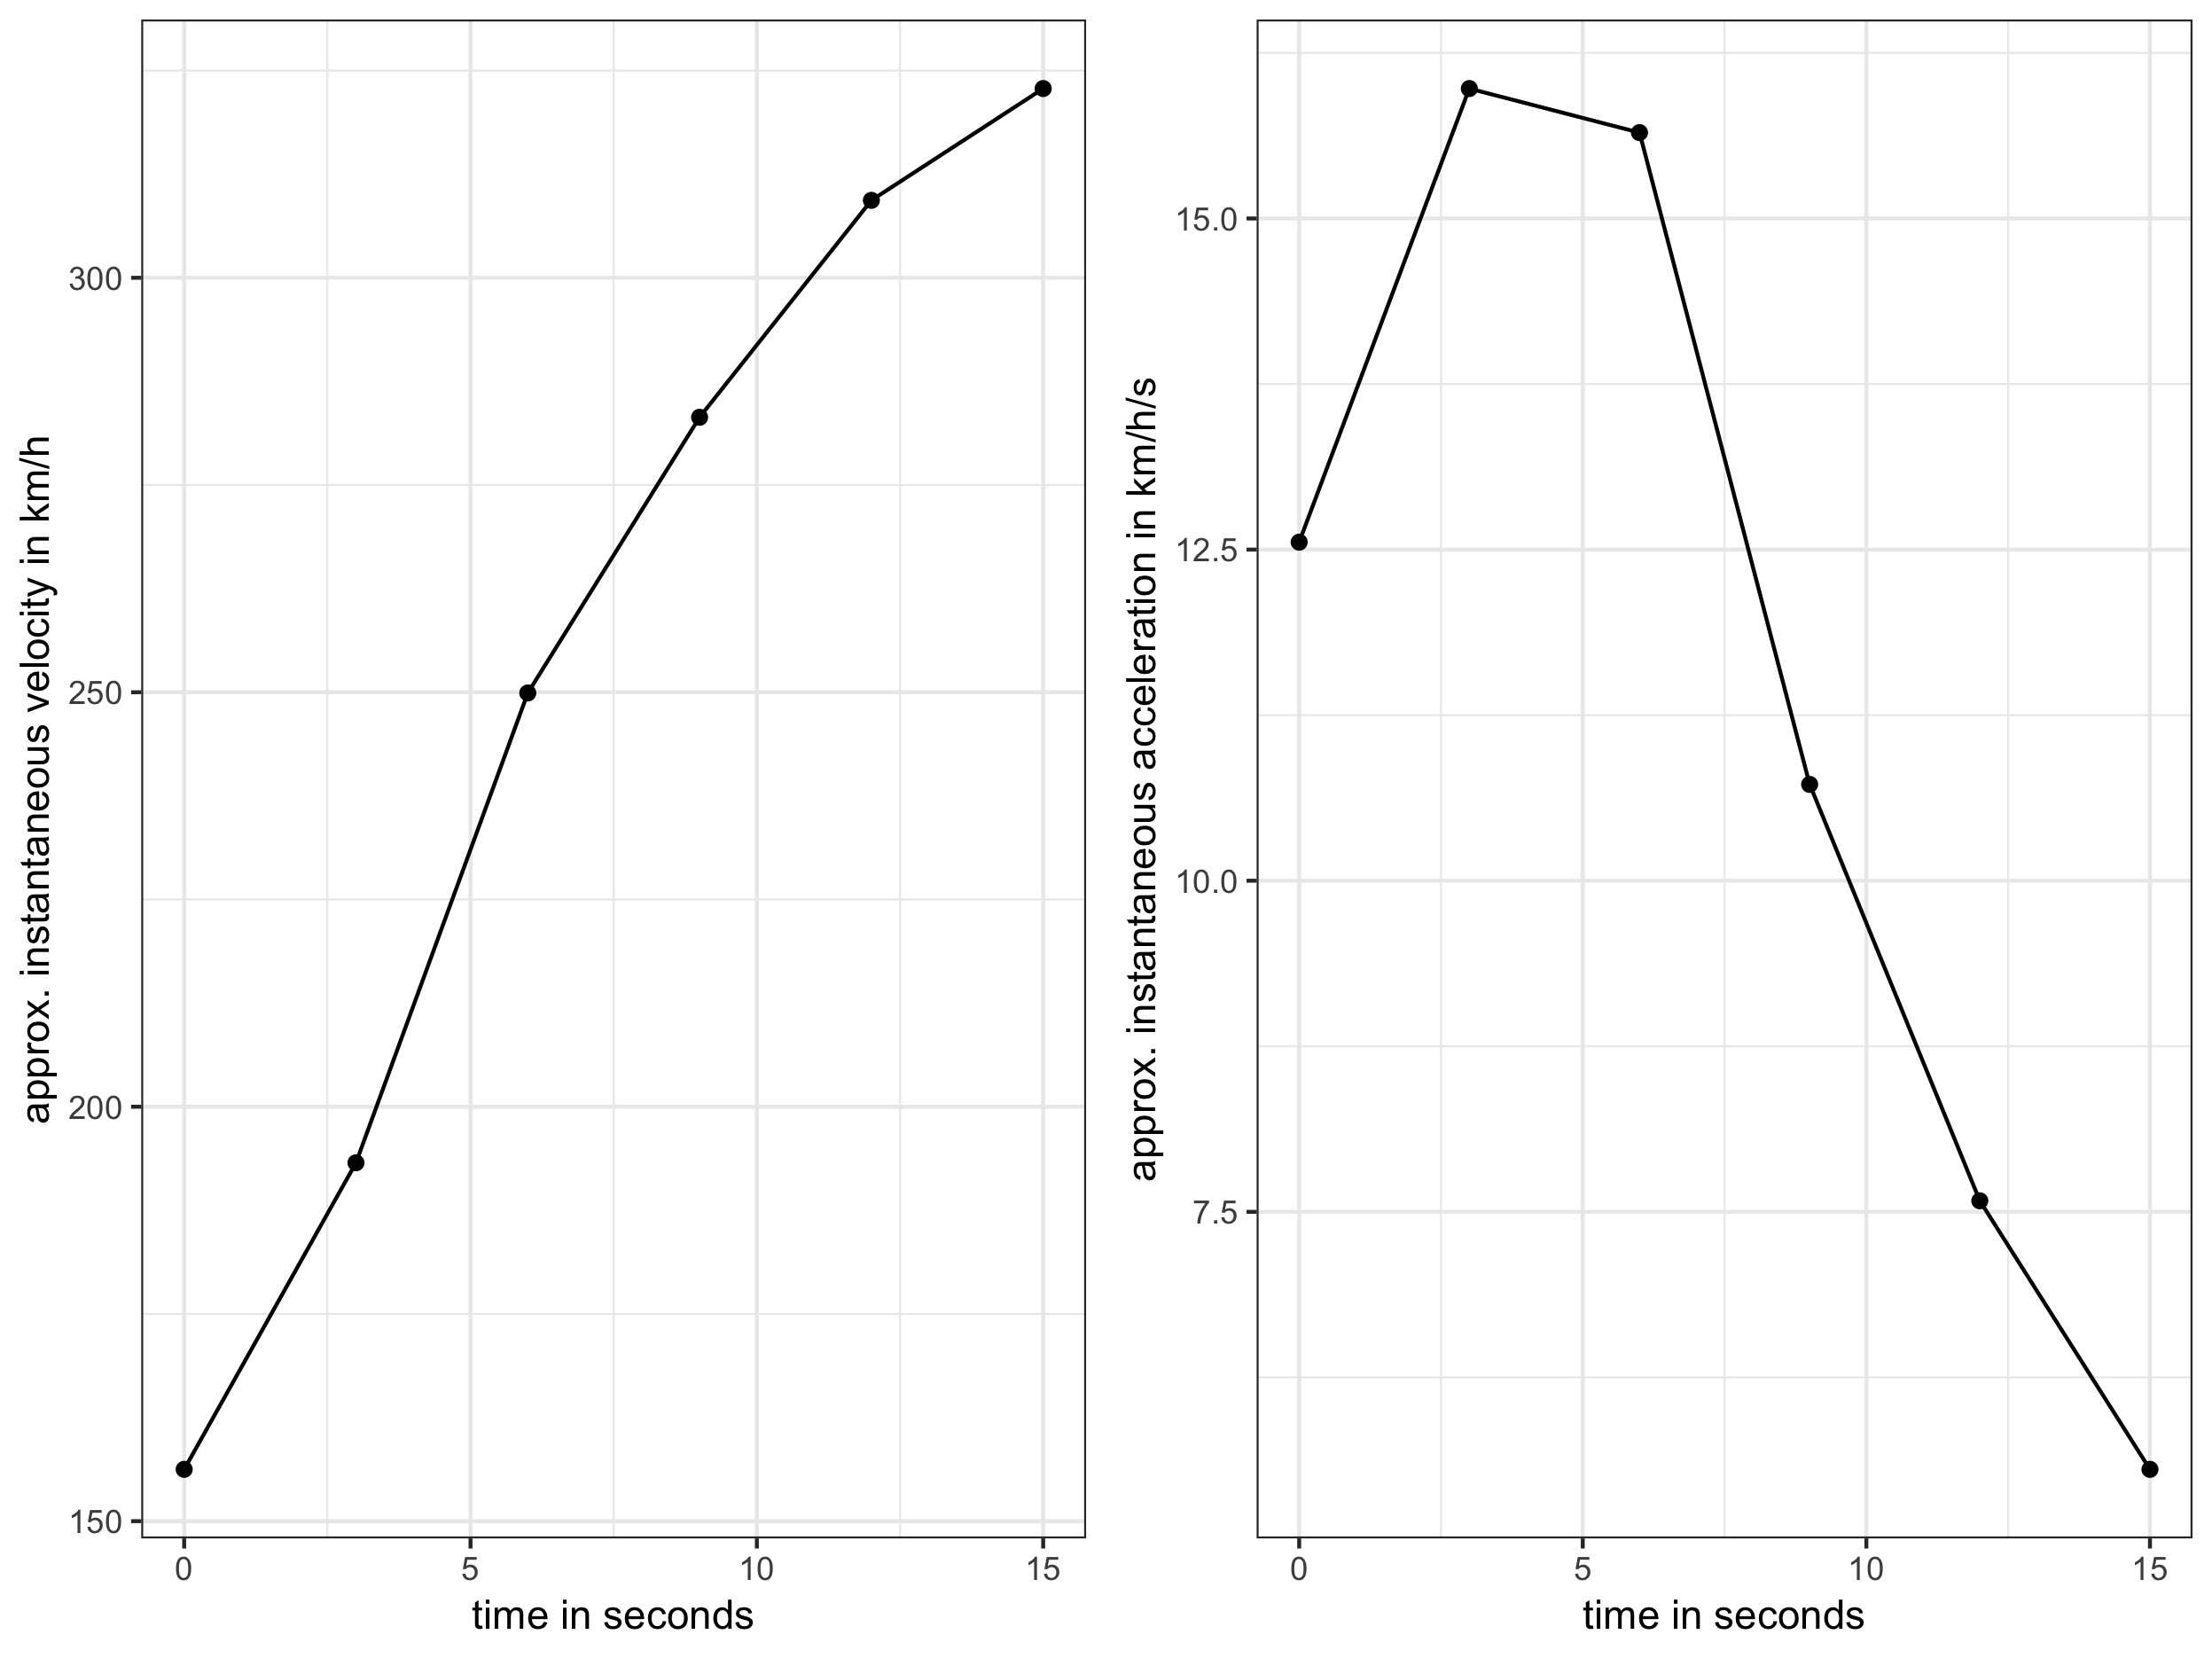 approx. instantaneous velocity in km/h
300
250
200
150
0 5 10 15
time in seconds
approx. instantaneous acceleration in km/h/s
15.0
12.5
10.0
7.5
0 5 10 15
time in seconds